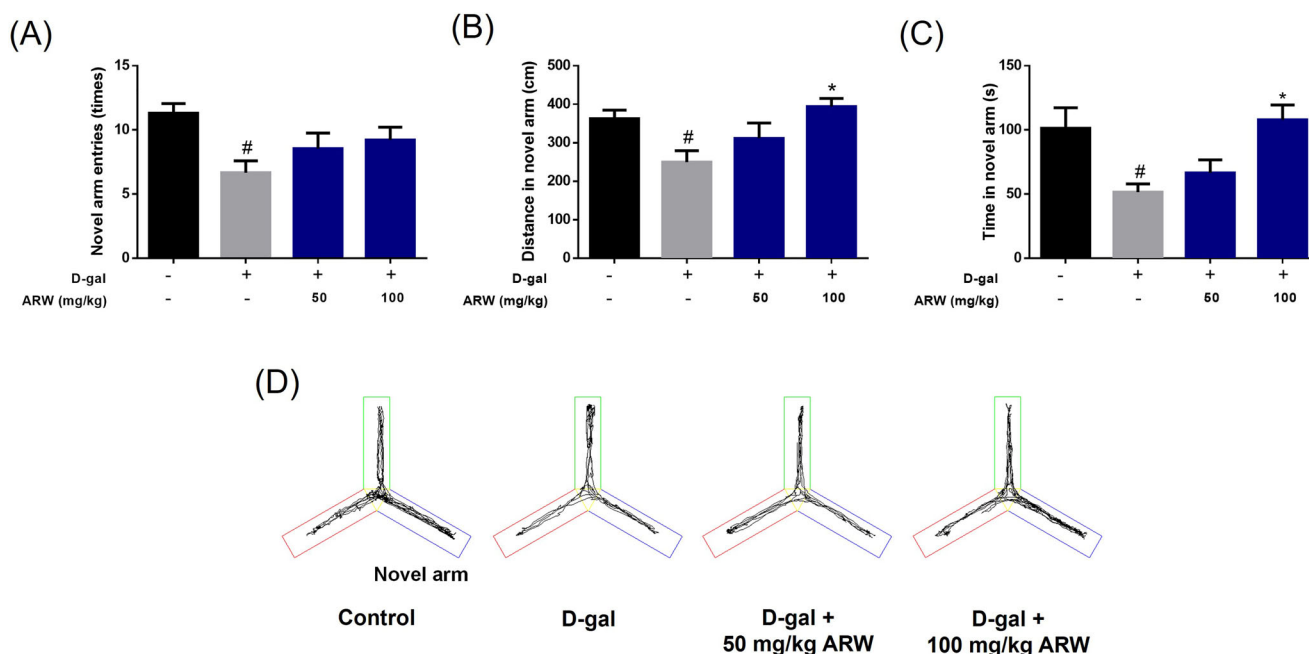 (A)
Novel arm entries (times)
15
10
5
0
#
D-gal - + + +
ARW (mg/kg) - - 50 100
(B)
Distance in novel arm (cm)
500
400
300
200
100
0
#
*
D-gal - + + +
ARW (mg/kg) - - 50 100
(C)
Time in novel arm (s)
150
100
50
0
#
*
D-gal - + + +
ARW (mg/kg) - - 50 100
(D)
Novel arm
Control
D-gal
D-gal +
50 mg/kg ARW
D-gal +
100 mg/kg ARW